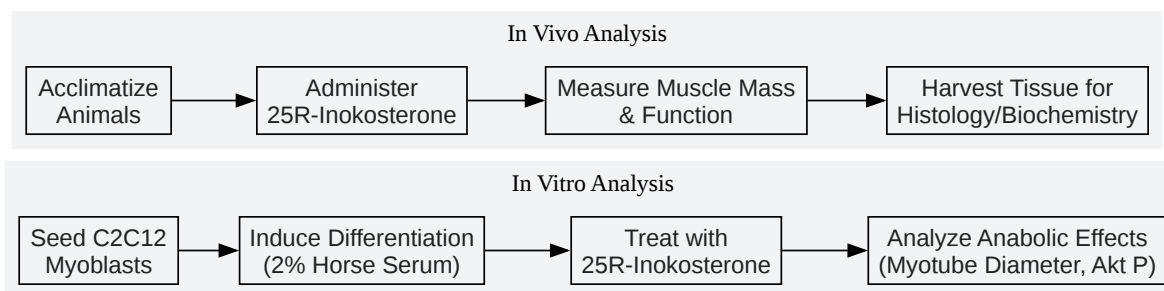 In Vivo Analysis
Acclimatize
Animals
Administer
25R-Inokosterone
Measure Muscle Mass
& Function
Harvest Tissue for
Histology/Biochemistry
In Vitro Analysis
Seed C2C12
Myoblasts
Induce Differentiation
(2% Horse Serum)
Treat with
25R-Inokosterone
Analyze Anabolic Effects
(Myotube Diameter, Akt P)